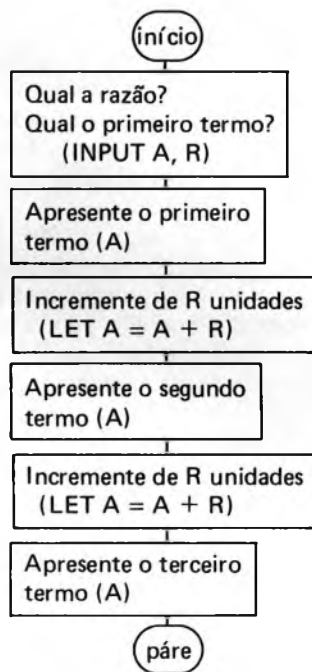 início
Qual a razão?
Qual o primeiro termo?
(INPUT A, R)
Apresente o primeiro
termo (A)
Incremente de R unidades
(LET A = A + R)
Apresente o segundo
termo (A)
Incremente de R unidades
(LET A = A + R)
Apresente o terceiro
termo (A)
páre